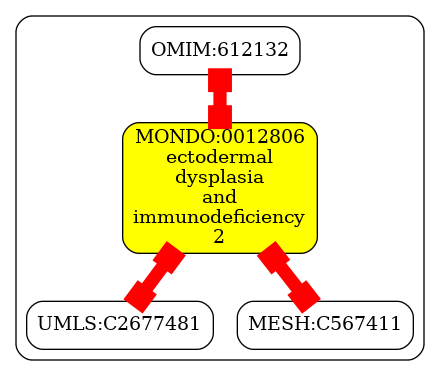 OMIM:612132
MONDO:0012806
ectodermal
dysplasia
and
immunodeficiency
2
UMLS:C2677481
MESH:C567411